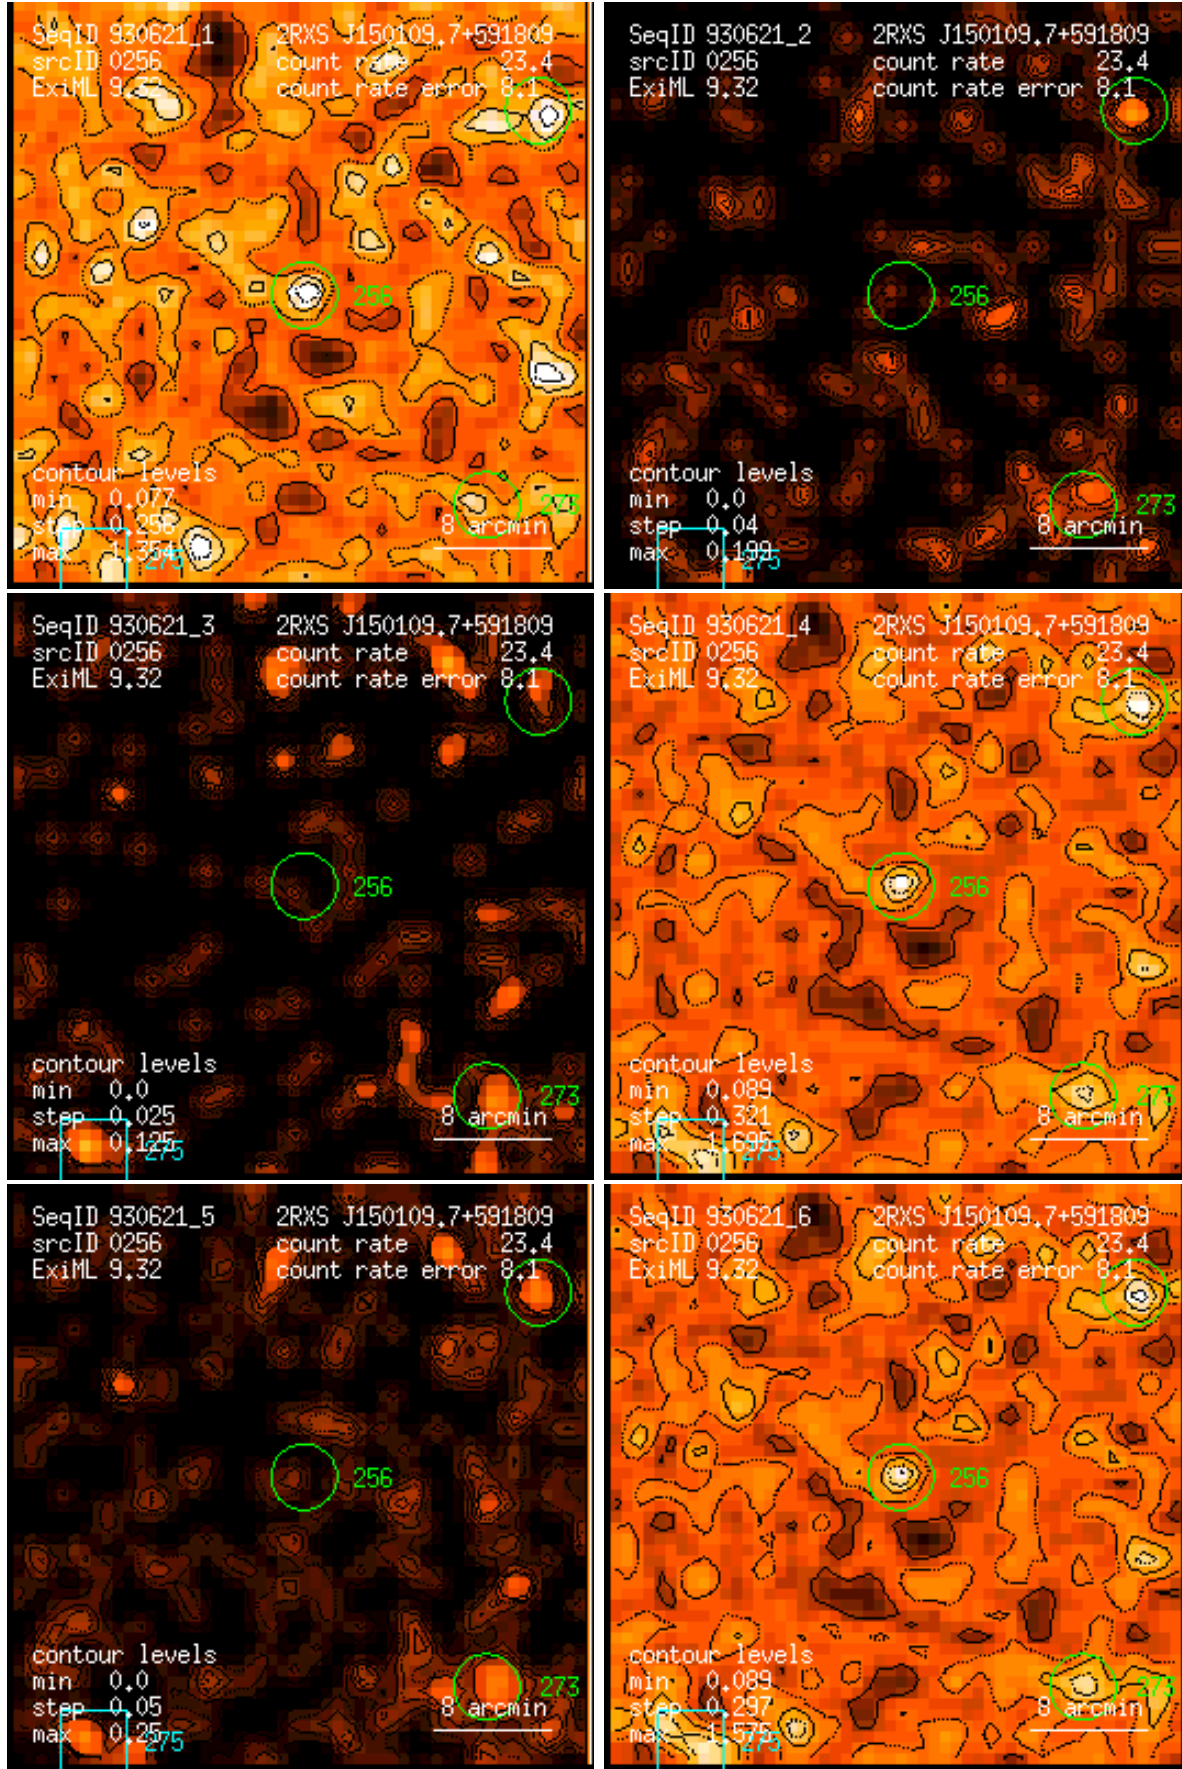 SeqID 930621_1 2RXS J150109.7+591809
srcID 0256 count rate 23.4
ExiML 9.32 count rate error 8.1
256
contour levels
min 0.077
273
step 0.256
8 arcmin
max 1.354
275
SeqID 930621_2 2RXS J150109.7+591809
srcID 0256 count rate 23.4
ExiML 9.32 count rate error 8.1
256
contour levels
min 0.0
273
step 0.04
8 arcmin
max 0.199
275
SeqID 930621_3 2RXS J150109.7+591809
srcID 0256 count rate 23.4
ExiML 9.32 count rate error 8.1
256
contour levels
min 0.0
273
step 0.025
8 arcmin
max 0.125
275
SeqID 930621_4 2RXS J150109.7+591809
srcID 0256 count rate 23.4
ExiML 9.32 count rate error 8.1
256
contour levels
min 0.089
273
step 0.321
8 arcmin
max 1.695
275
SeqID 930621_5 2RXS J150109.7+591809
srcID 0256 count rate 23.4
ExiML 9.32 count rate error 8.1
256
contour levels
min 0.0
273
step 0.05
8 arcmin
max 0.25
275
SeqID 930621_6 2RXS J150109.7+591809
srcID 0256 count rate 23.4
ExiML 9.32 count rate error 8.1
256
contour levels
min 0.089
273
step 0.297
8 arcmin
max 1.575
275